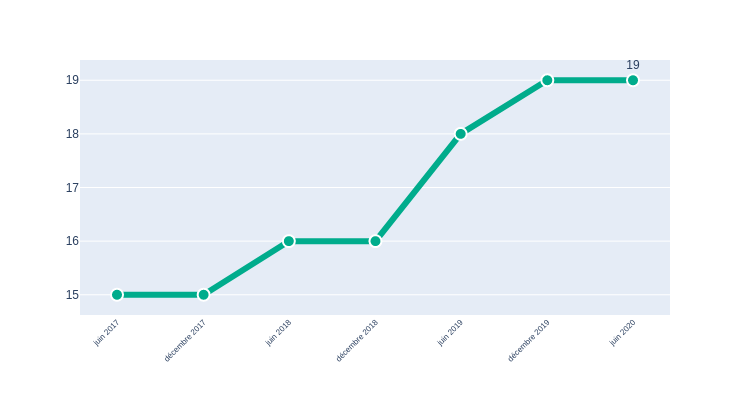 19
19
18
17
16
15
juin 2017
décembre 2017
juin 2018
décembre 2018
juin 2019
décembre 2019
juin 2020